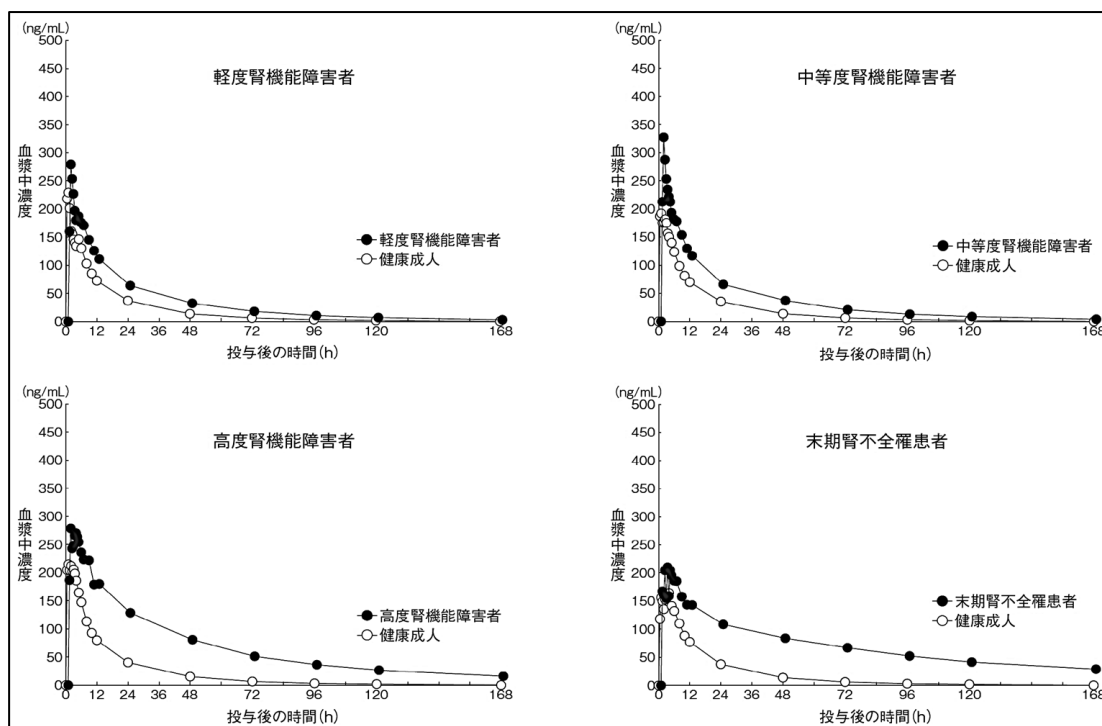 (ng/mL)
500
450
400
350
300
250
200
150
100
50
0
血漿中濃度
軽度腎機能障害者
軽度腎機能障害者
健康成人
0 12 24 36 48 72 96 120 168
投与後の時間(h)
(ng/mL)
500
450
400
350
300
250
200
150
100
50
0
血漿中濃度
中等度腎機能障害者
中等度腎機能障害者
健康成人
0 12 24 36 48 72 96 120 168
投与後の時間(h)
(ng/mL)
500
450
400
350
300
250
200
150
100
50
0
血漿中濃度
高度腎機能障害者
高度腎機能障害者
健康成人
0 12 24 36 48 72 96 120 168
投与後の時間(h)
(ng/mL)
500
450
400
350
300
250
200
150
100
50
0
血漿中濃度
末期腎不全罹患者
末期腎不全罹患者
健康成人
0 12 24 36 48 72 96 120 168
投与後の時間(h)